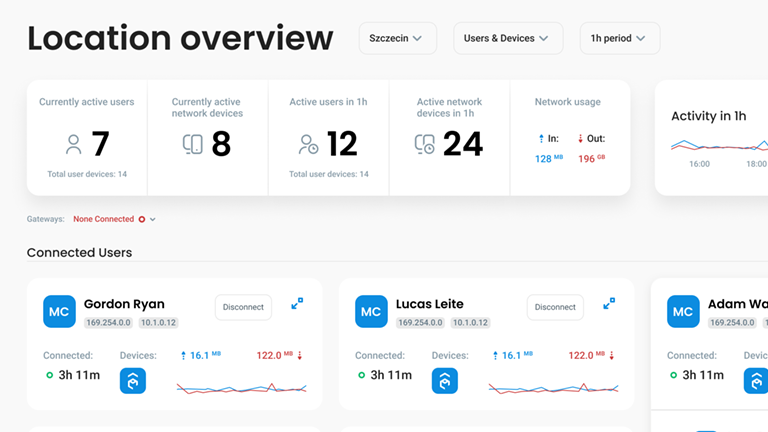 Location overview
Szczecin
Users & Devices
1h period
Currently active users
7
Total user devices: 14
Currently active
network devices
8
Active users in 1h
12
Total user devices: 14
Active network
devices in 1h
24
Network usage
In: Out:
128 MB 196 GB
Activity in 1h
16:00 18:00
Gateways: None Connected
Connected Users
MC
Gordon Ryan
169.254.0.0 10.1.0.12
Disconnect
Connected: Devices: 16.1 MB 122.0 MB
3h 11m
MC
Lucas Leite
169.254.0.0 10.1.0.12
Disconnect
Connected: Devices: 16.1 MB 122.0 MB
3h 11m
MC
Adam Wa
169.254.0.0
Connected: Device
3h 11m